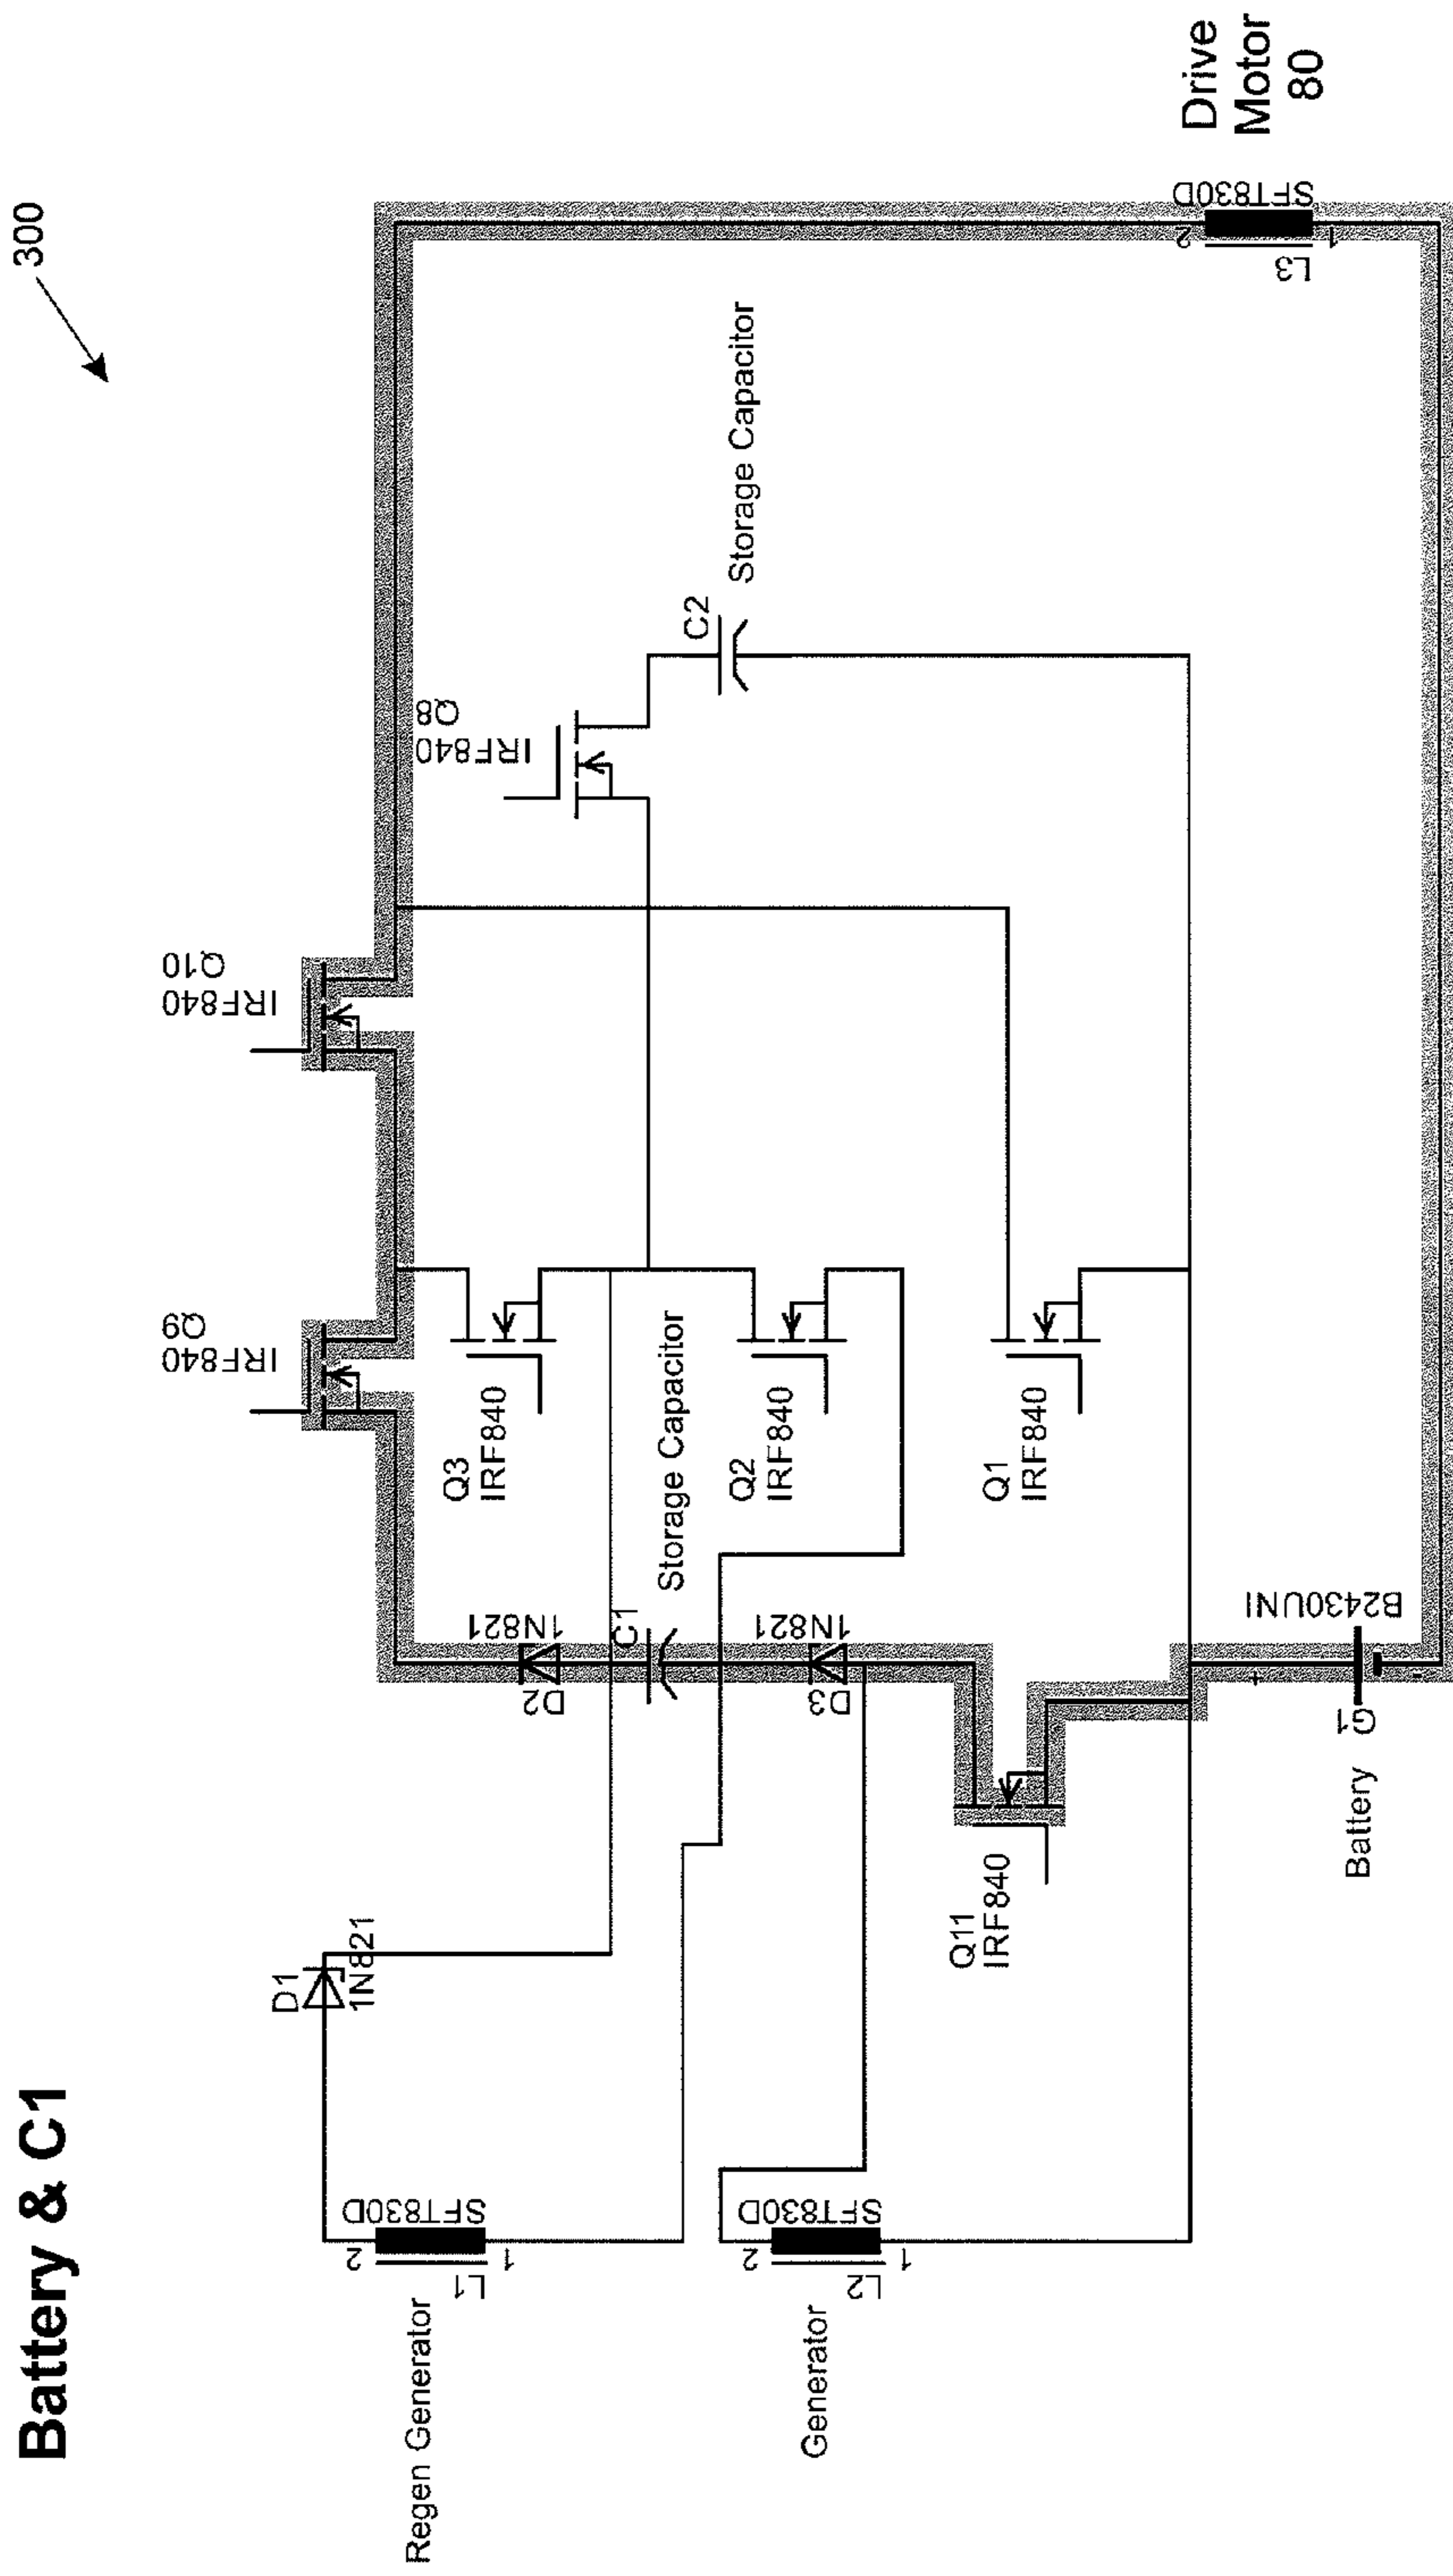 Battery & C1
300
Regen Generator
L1
2
1
SFT830D
D1
1N821
Generator
L2
2
1
SFT830D
D2
1N821
C1
Storage Capacitor
D3
1N821
Q11
IRF840
Battery
G1
+
-
B2430UNI
Q9
IRF840
Q10
IRF840
Q3
IRF840
Q2
IRF840
Q1
IRF840
Q8
IRF840
C2
Storage Capacitor
L3
2
1
SFT830D
Drive
Motor
80